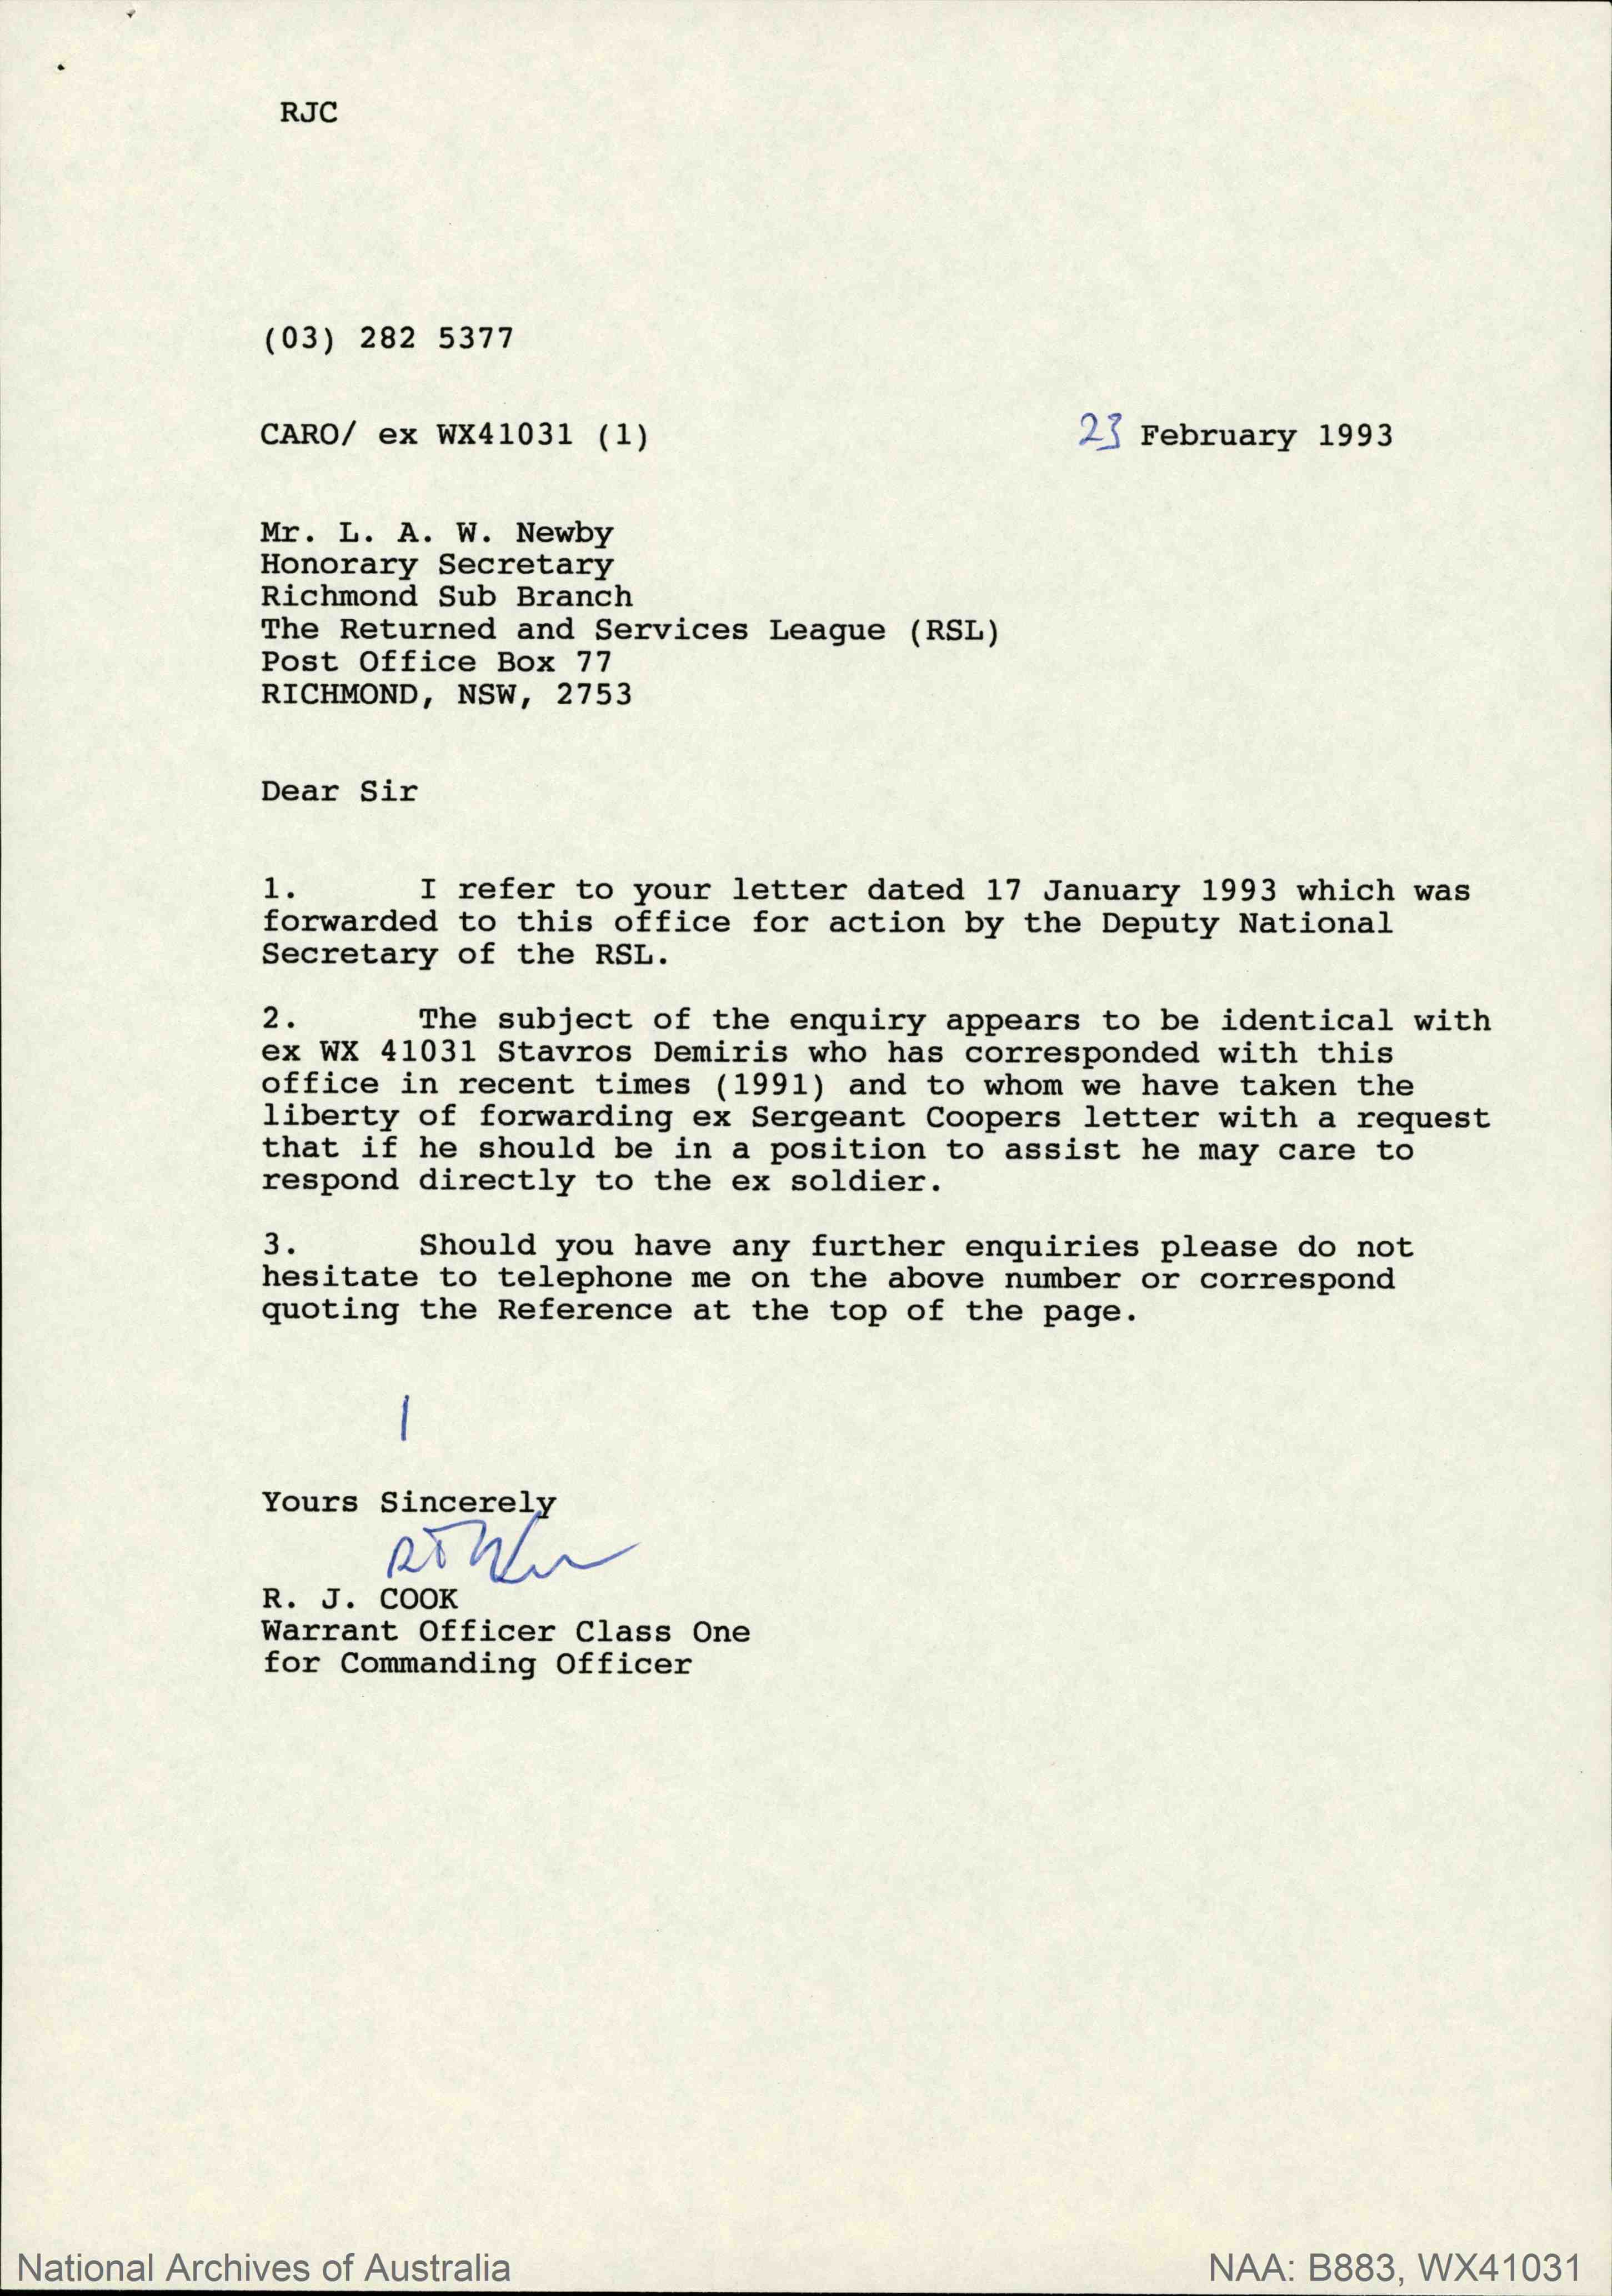 RJC
(03) 282 5377
CARO/ ex WX41031 (1) 23 February 1993
Mr. L. A. W. Newby
Honorary Secretary
Richmond Sub Branch
The Returned and Services League (RSL)
Post Office Box 77
RICHMOND, NSW, 2753
Dear Sir
1. I refer to your letter dated 17 January 1993 which was
forwarded to this office for action by the Deputy National
Secretary of the RSL.
2. The subject of the enquiry appears to be identical with
ex WX 41031 Stavros Demiris who has corresponded with this
office in recent times (1991) and to whom we have taken the
liberty of forwarding ex Sergeant Coopers letter with a request
that if he should be in a position to assist he may care to
respond directly to the ex soldier.
3. Should you have any further enquiries please do not
hesitate to telephone me on the above number or correspond
quoting the Reference at the top of the page.
Yours Sincerely
R. J. COOK
Warrant Officer Class One
for Commanding Officer
National Archives of Australia NAA: B883, WX41031